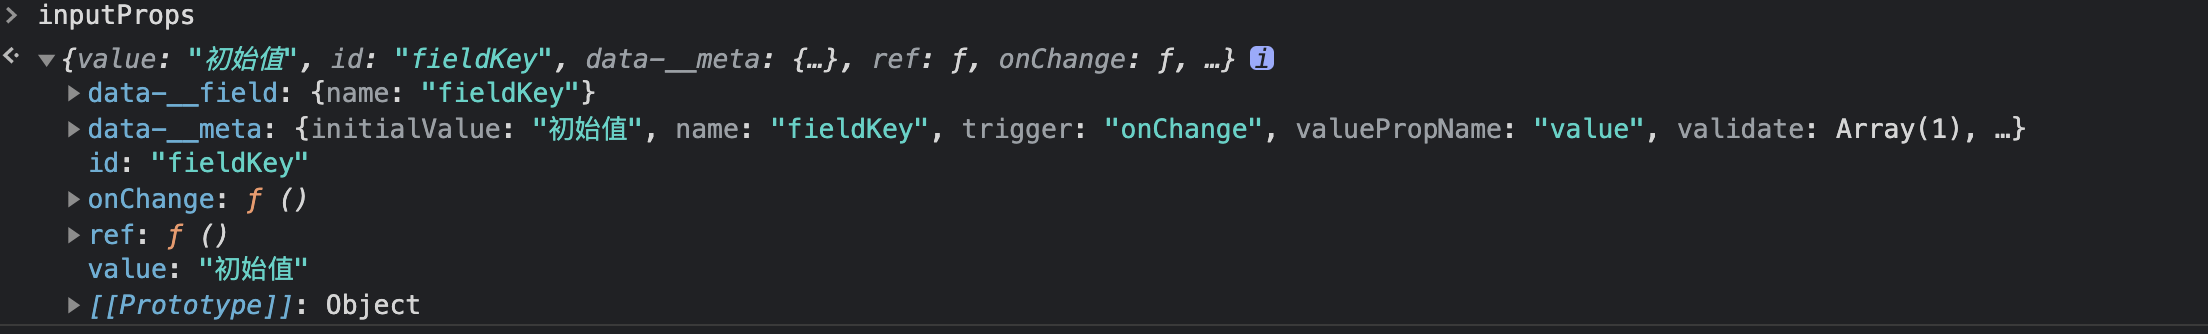 > inputProps
{value: "初始值", id: "fieldKey", data-__meta: {…}, ref: ƒ, onChange: ƒ, …} i
data-__field: {name: "fieldKey"}
data-__meta: {initialValue: "初始值", name: "fieldKey", trigger: "onChange", valuePropName: "value", validate: Array(1), …}
id: "fieldKey"
onChange: ƒ ()
ref: ƒ ()
value: "初始值"
[[Prototype]]: Object